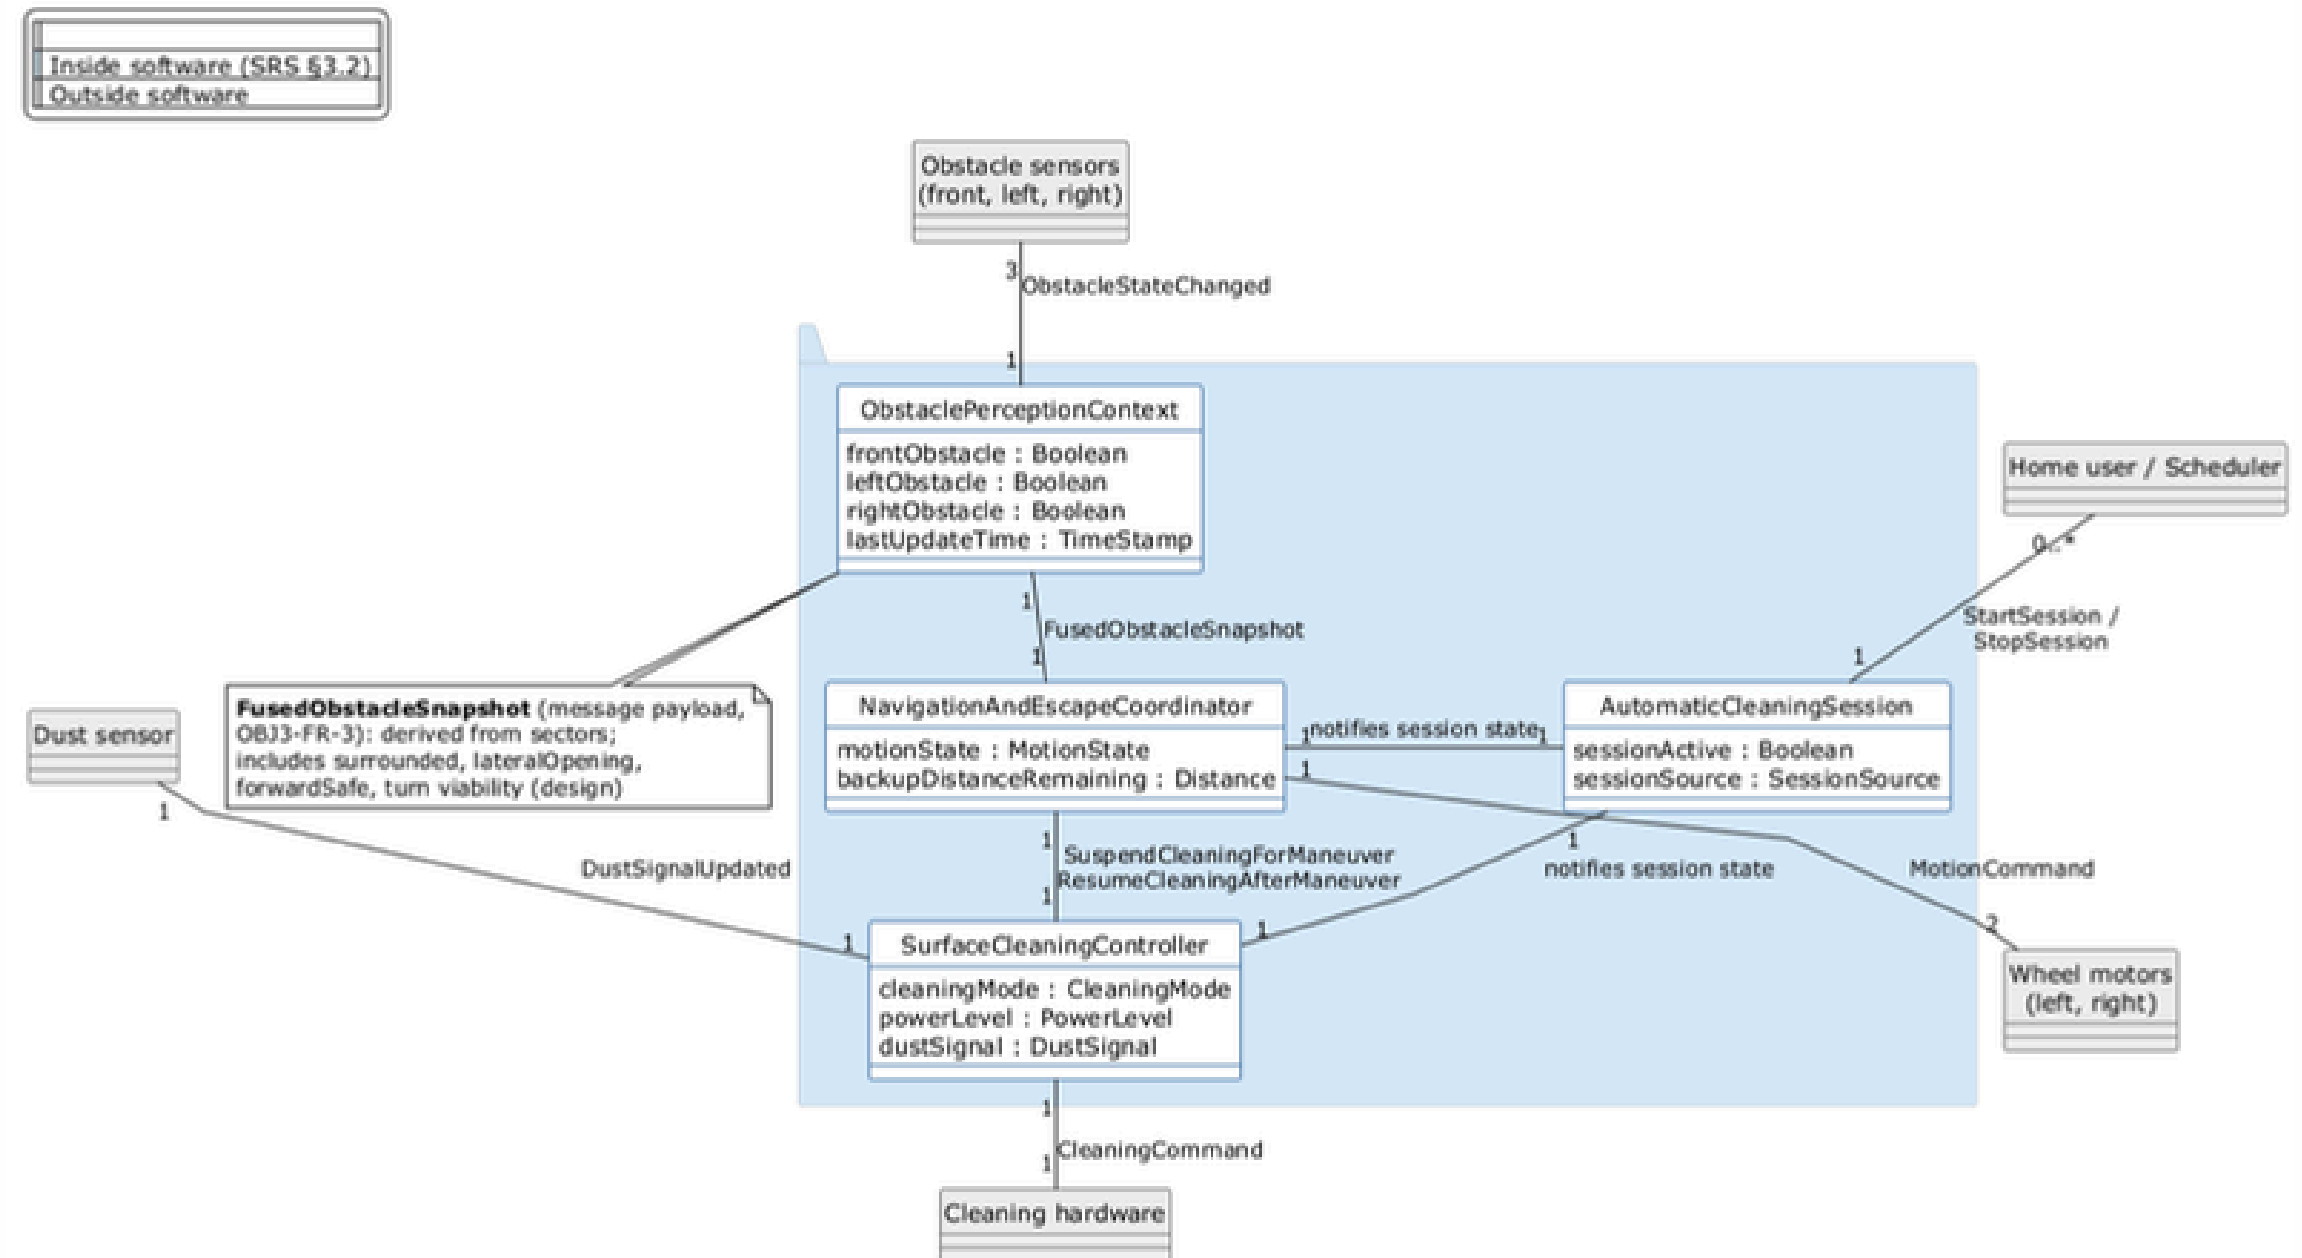 Inside software (SRS §3.2)
Outside software
Obstacle sensors
(front, left, right)
3
ObstacleStateChanged
1
ObstaclePerceptionContext
frontObstacle : Boolean
leftObstacle : Boolean
rightObstacle : Boolean
lastUpdateTime : TimeStamp
Home user / Scheduler
0..*
StartSession /
StopSession
1
1
FusedObstacleSnapshot
1
FusedObstacleSnapshot (message payload,
OBJ3-FR-3): derived from sectors;
includes surrounded, lateralOpening,
forwardSafe, turn viability (design)
Dust sensor
1
DustSignalUpdated
1
NavigationAndEscapeCoordinator
motionState : MotionState
backupDistanceRemaining : Distance
1 notifies session state 1
1
AutomaticCleaningSession
sessionActive : Boolean
sessionSource : SessionSource
1
SuspendCleaningForManeuver
ResumeCleaningAfterManeuver
1
1
notifies session state
1
MotionCommand
2
Wheel motors
(left, right)
SurfaceCleaningController
cleaningMode : CleaningMode
powerLevel : PowerLevel
dustSignal : DustSignal
1
CleaningCommand
1
Cleaning hardware